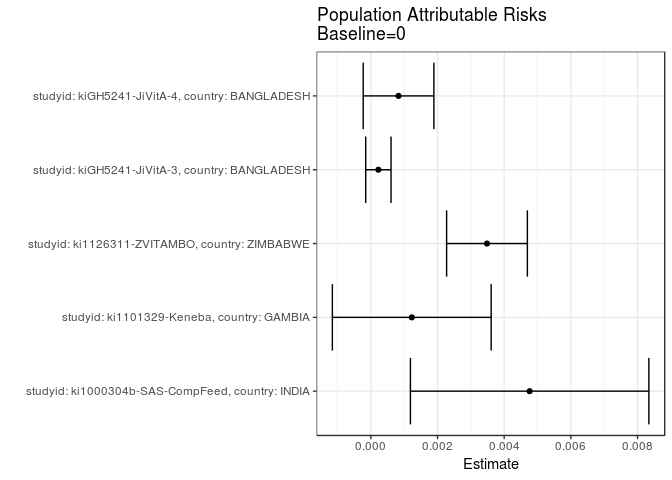 Population Attributable Risks
Baseline=0
studyid: kiGH5241-JiVitA-4, country: BANGLADESH
studyid: kiGH5241-JiVitA-3, country: BANGLADESH
studyid: ki1126311-ZVITAMBO, country: ZIMBABWE
studyid: ki1101329-Keneba, country: GAMBIA
studyid: ki1000304b-SAS-CompFeed, country: INDIA
0.000 0.002 0.004 0.006 0.008
Estimate